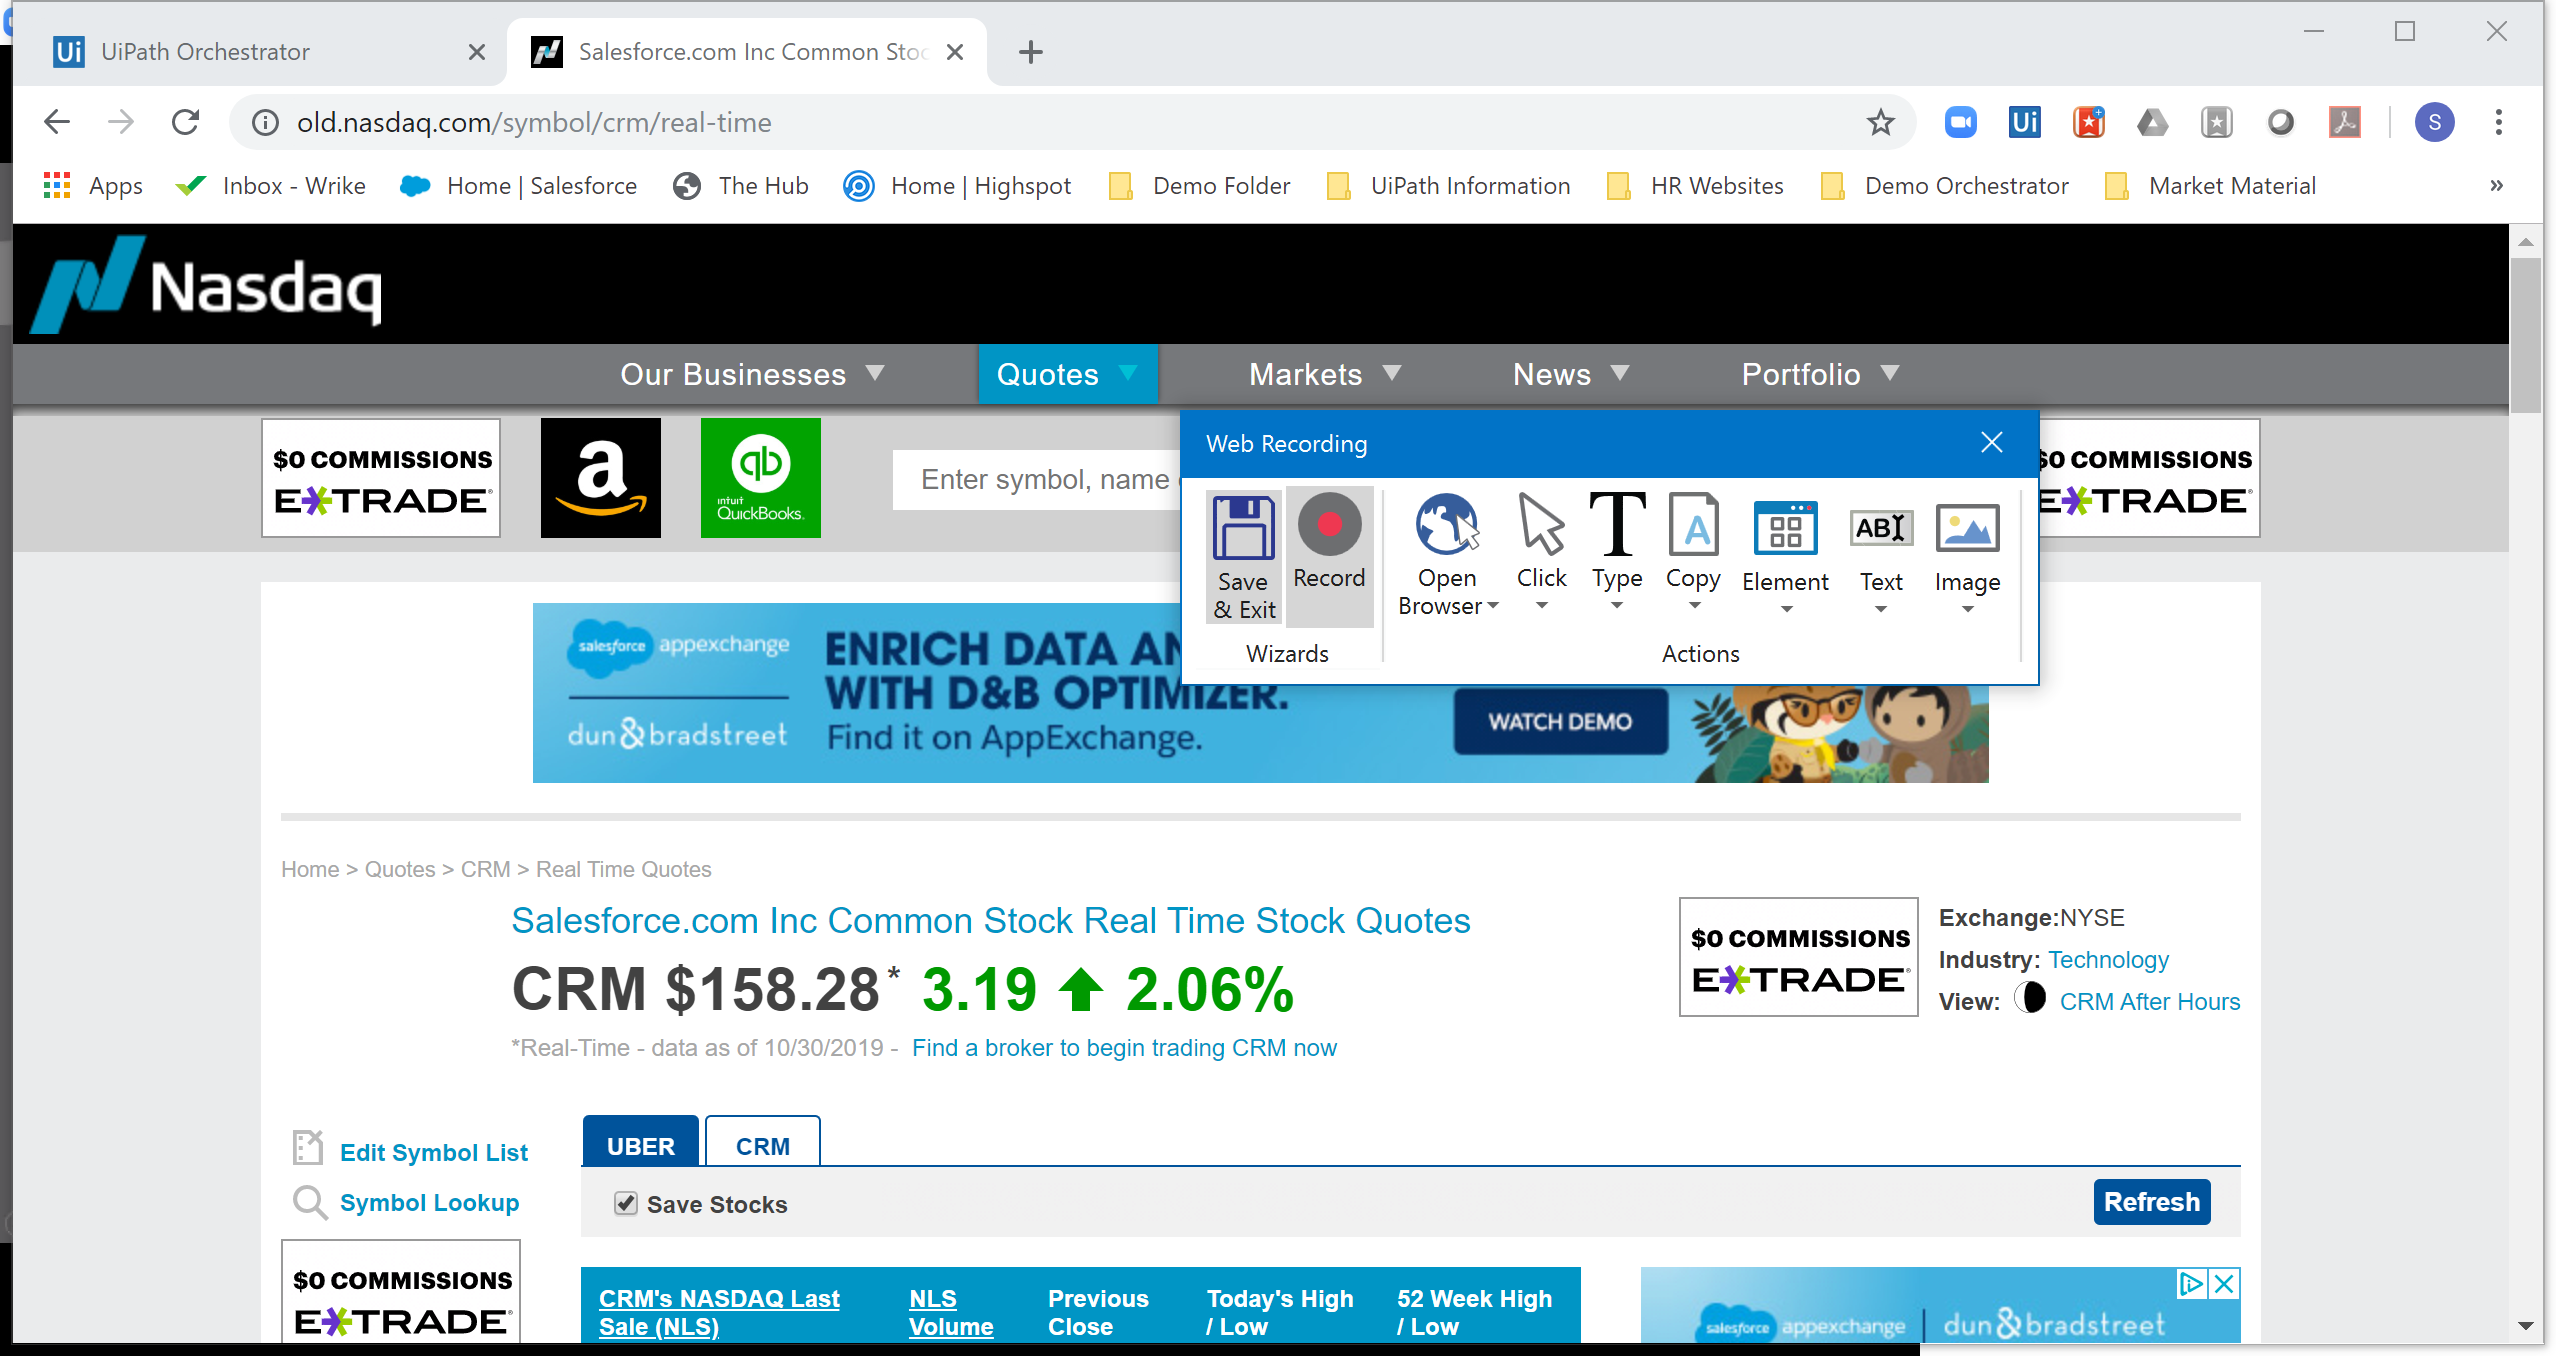 UiPath Orchestrator
Salesforce.com Inc Common Stoc
old.nasdaq.com/symbol/crm/real-time
Ui
S
Apps
Inbox - Wrike
Home | Salesforce
The Hub
Home | Highspot
Demo Folder
UiPath Information
HR Websites
Demo Orchestrator
Market Material
»
Nasdaq
Our Businesses
Quotes
Markets
News
Portfolio
$0 COMMISSIONS
E*TRADE
a
qb
intuit
QuickBooks.
Enter symbol, name
$0 COMMISSIONS
E*TRADE
Web Recording
Save
& Exit
Record
Wizards
Open
Browser
Click
T
Type
A
Copy
Element
AB
Text
Image
Actions
salesforce appexchange
dun & bradstreet
ENRICH DATA AN
WITH D&B OPTIMIZER.
Find it on AppExchange.
WATCH DEMO
Home > Quotes > CRM > Real Time Quotes
Salesforce.com Inc Common Stock Real Time Stock Quotes
CRM $158.28* 3.19 2.06%
*Real-Time - data as of 10/30/2019 - Find a broker to begin trading CRM now
$0 COMMISSIONS
E*TRADE
Exchange:NYSE
Industry: Technology
View: CRM After Hours
Edit Symbol List
Symbol Lookup
$0 COMMISSIONS
E*TRADE
UBER
CRM
Save Stocks
Refresh
CRM's NASDAQ Last
Sale (NLS)
NLS
Volume
Previous
Close
Today's High
/ Low
52 Week High
/ Low
salesforce appexchange | dun & bradstreet